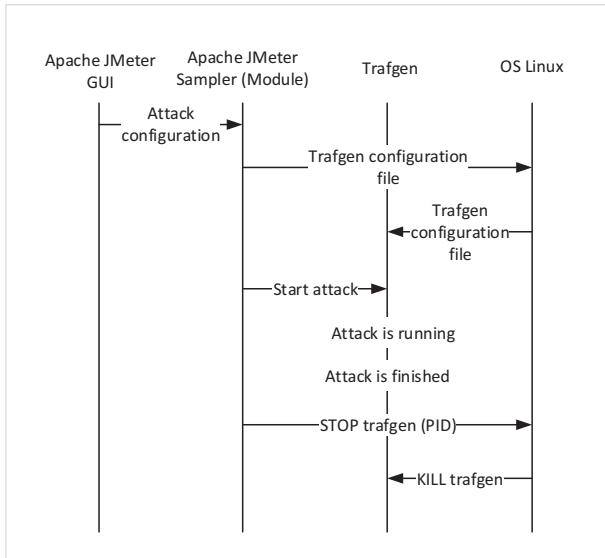 Apache JMeter
GUI
Apache JMeter
Sampler (Module)
Trafgen
OS Linux
Attack
configuration
Trafgen configuration
file
Trafgen
configuration
file
Start attack
Attack is running
Attack is finished
STOP trafgen (PID)
KILL trafgen